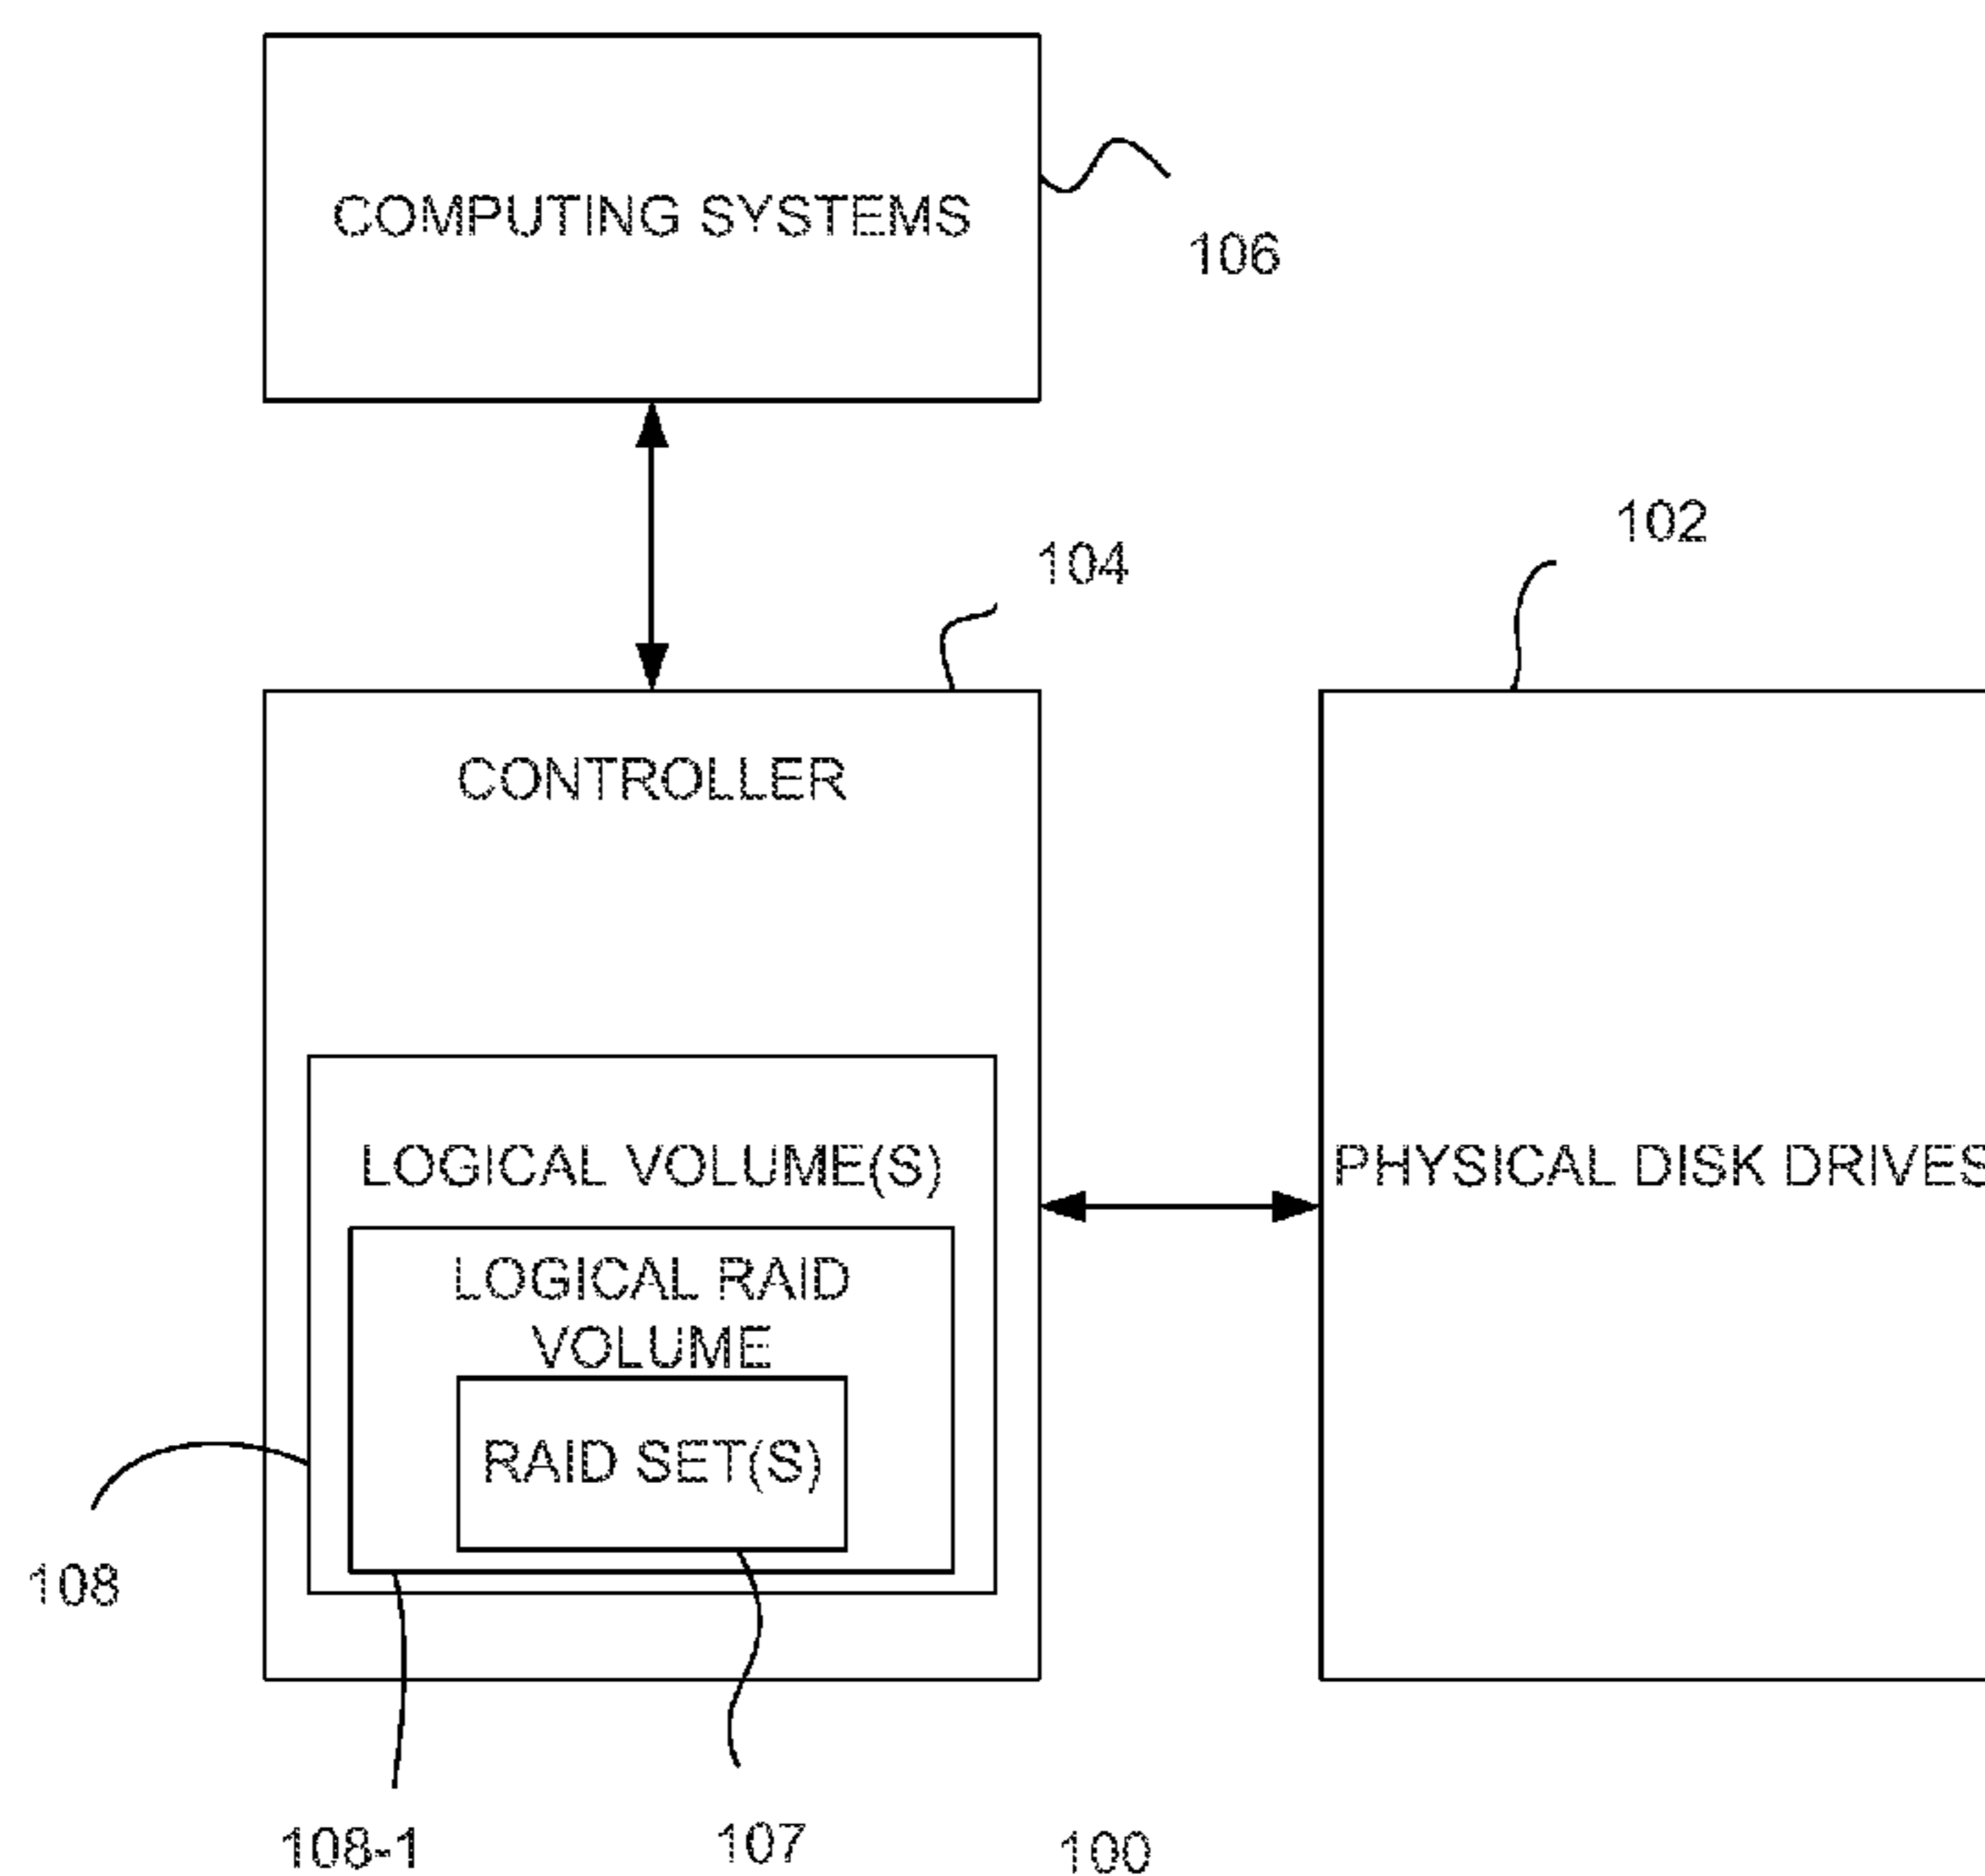 COMPUTING SYSTEMS
106
102
104
CONTROLLER
LOGICAL VOLUME(S)
PHYSICAL DISK DRIVES
LOGICAL RAID
VOLUME
RAID SET(S)
108
108-1
107
100